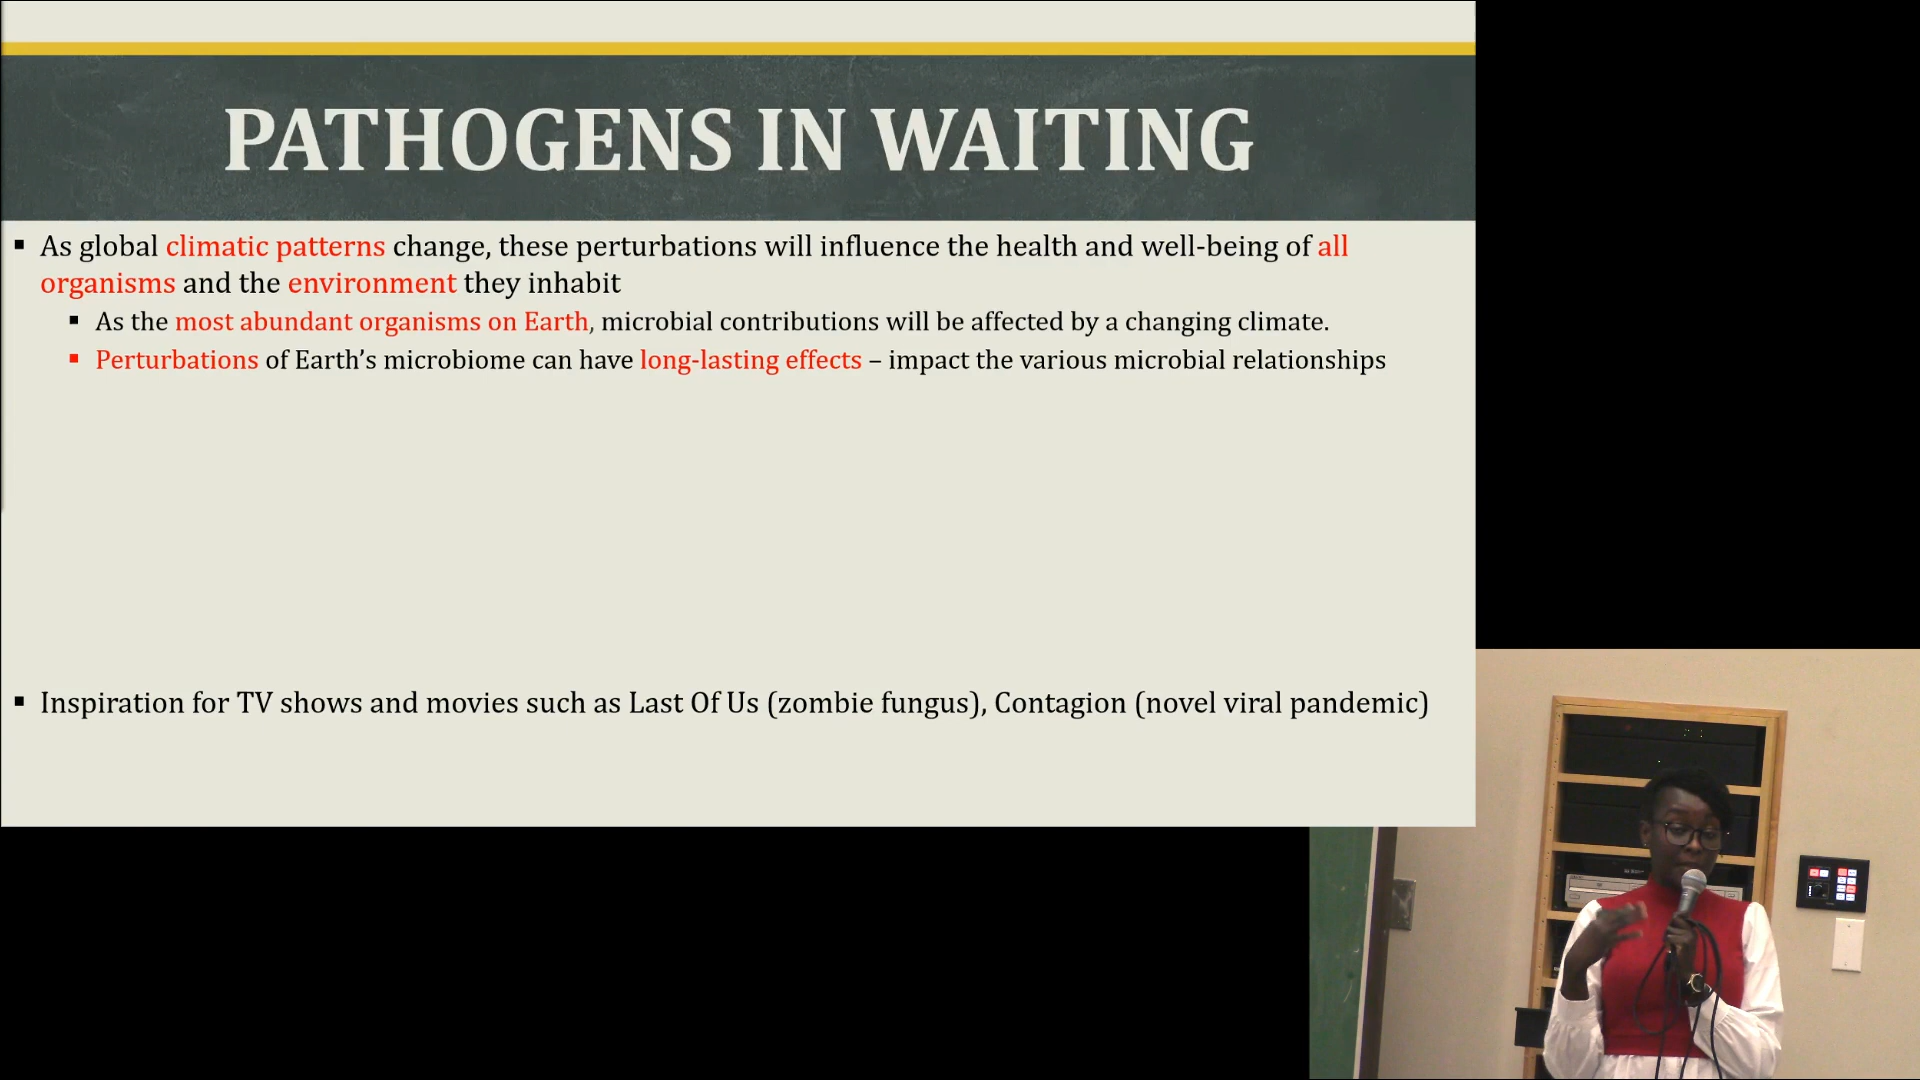 PATHOGENS IN WAITING
▪ As global climatic patterns change, these perturbations will influence the health and well-being of all
organisms and the environment they inhabit
▪ As the most abundant organisms on Earth, microbial contributions will be affected by a changing climate.
▪ Perturbations of Earth’s microbiome can have long-lasting effects – impact the various microbial relationships
▪ Inspiration for TV shows and movies such as Last Of Us (zombie fungus), Contagion (novel viral pandemic)